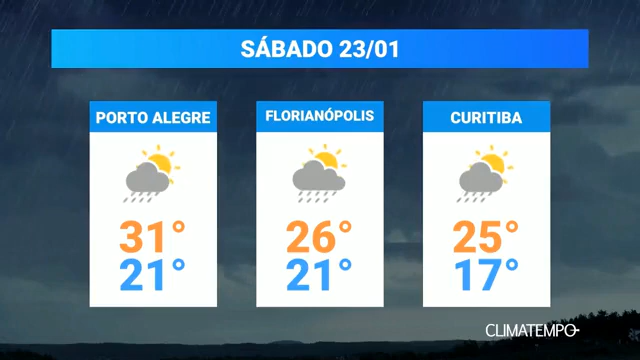 SÁBADO 23/01
PORTO ALEGRE
31°
21°
FLORIANÓPOLIS
26°
21°
CURITIBA
25°
17°
CLIMATEMPO